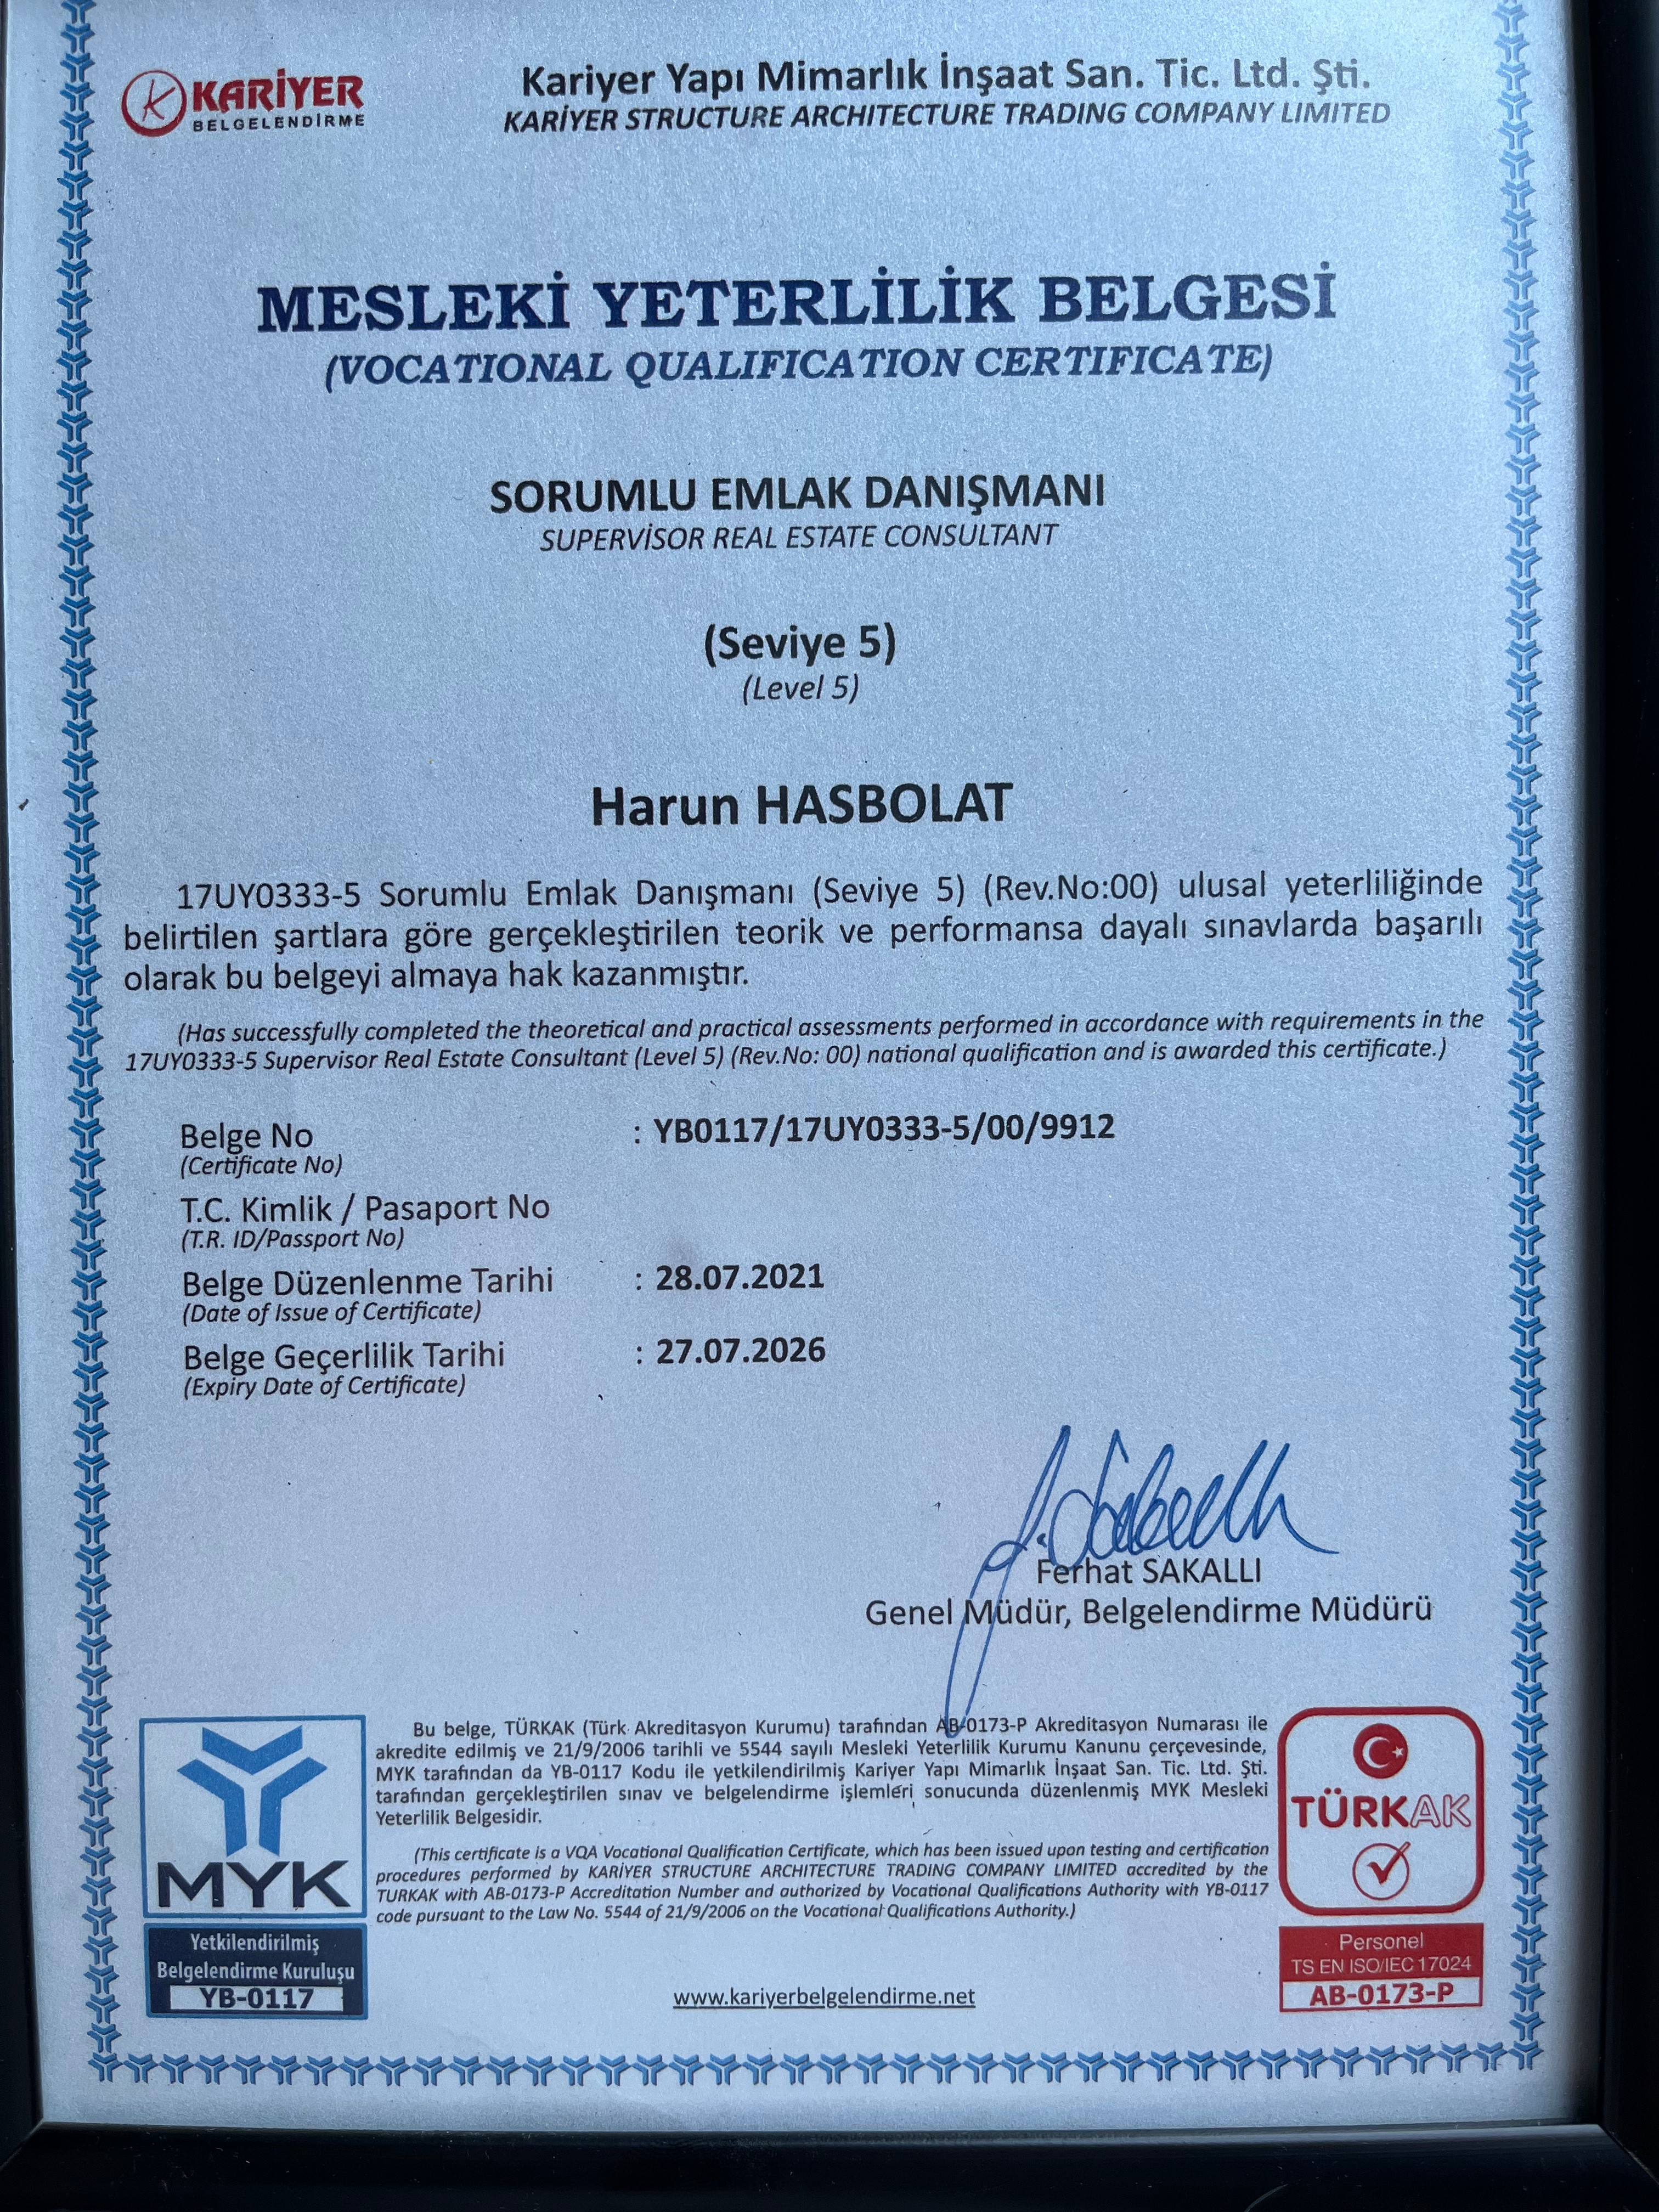 KARİYER
BELGELENDİRME
Kariyer Yapı Mimarlık İnşaat San. Tic. Ltd. Şti.
KARİYER STRUCTURE ARCHITECTURE TRADING COMPANY LIMITED
MESLEKİ YETERLİLİK BELGESİ
(VOCATIONAL QUALIFICATION CERTIFICATE)
SORUMLU EMLAK DANIŞMANI
SUPERVİSOR REAL ESTATE CONSULTANT
(Seviye 5)
(Level 5)
Harun HASBOLAT
17UY0333-5 Sorumlu Emlak Danışmanı (Seviye 5) (Rev.No:00) ulusal yeterliliğinde
belirtilen şartlara göre gerçekleştirilen teorik ve performansa dayalı sınavlarda başarılı
olarak bu belgeyi almaya hak kazanmıştır.
(Has successfully completed the theoretical and practical assessments performed in accordance with requirements in the
17UY0333-5 Supervisor Real Estate Consultant (Level 5) (Rev.No: 00) national qualification and is awarded this certificate.)
Belge No : YB0117/17UY0333-5/00/9912
(Certificate No)
T.C. Kimlik / Pasaport No
(T.R. ID/Passport No)
Belge Düzenlenme Tarihi : 28.07.2021
(Date of Issue of Certificate)
Belge Geçerlilik Tarihi : 27.07.2026
(Expiry Date of Certificate)
Ferhat SAKALLI
Genel Müdür, Belgelendirme Müdürü
Bu belge, TÜRKAK (Türk Akreditasyon Kurumu) tarafından AB-0173-P Akreditasyon Numarası ile
akredite edilmiş ve 21/9/2006 tarihli ve 5544 sayılı Mesleki Yeterlilik Kurumu Kanunu çerçevesinde,
MYK tarafından da YB-0117 Kodu ile yetkilendirilmiş Kariyer Yapı Mimarlık İnşaat San. Tic. Ltd. Şti.
tarafından gerçekleştirilen sınav ve belgelendirme işlemleri sonucunda düzenlenmiş MYK Mesleki
Yeterlilik Belgesidir.
(This certificate is a VQA Vocational Qualification Certificate, which has been issued upon testing and certification
procedures performed by KARİYER STRUCTURE ARCHITECTURE TRADING COMPANY LIMITED accredited by the
TURKAK with AB-0173-P Accreditation Number and authorized by Vocational Qualifications Authority with YB-0117
code pursuant to the Law No. 5544 of 21/9/2006 on the Vocational Qualifications Authority.)
MYK
Yetkilendirilmiş
Belgelendirme Kuruluşu
YB-0117
www.kariyerbelgelendirme.net
TÜRKAK
Personel
TS EN ISO/IEC 17024
AB-0173-P